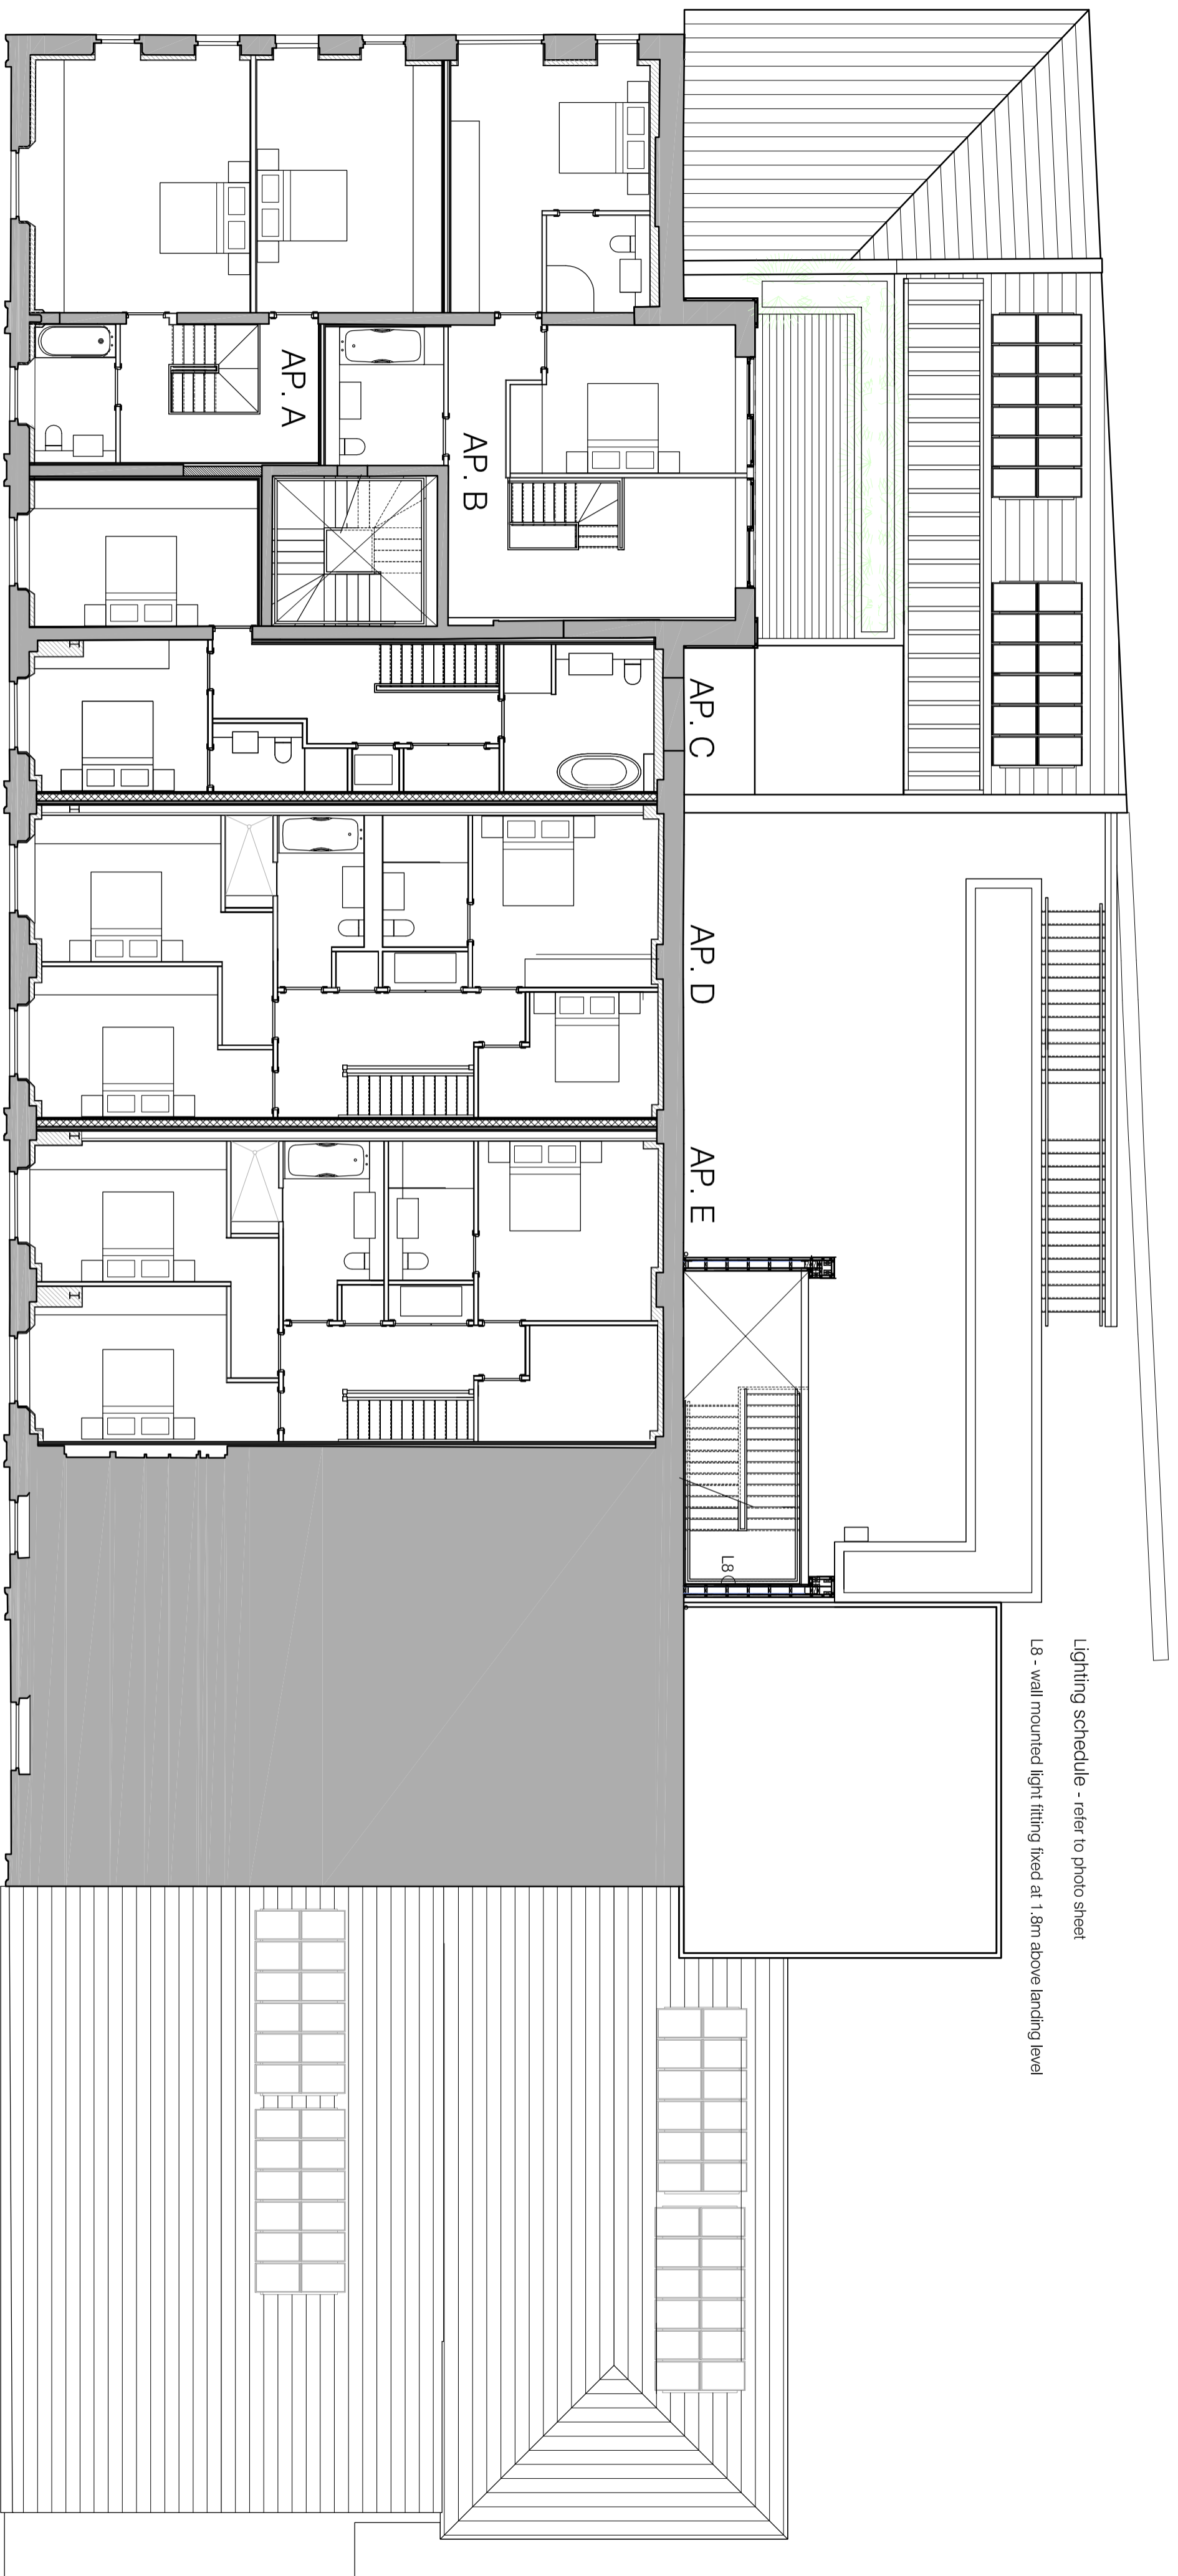 AP. A
AP. B
AP. C
AP. D
AP. E
L8
Lighting schedule - refer to photo sheet
L8 - wall mounted light fitting fixed at 1.8m above landing level